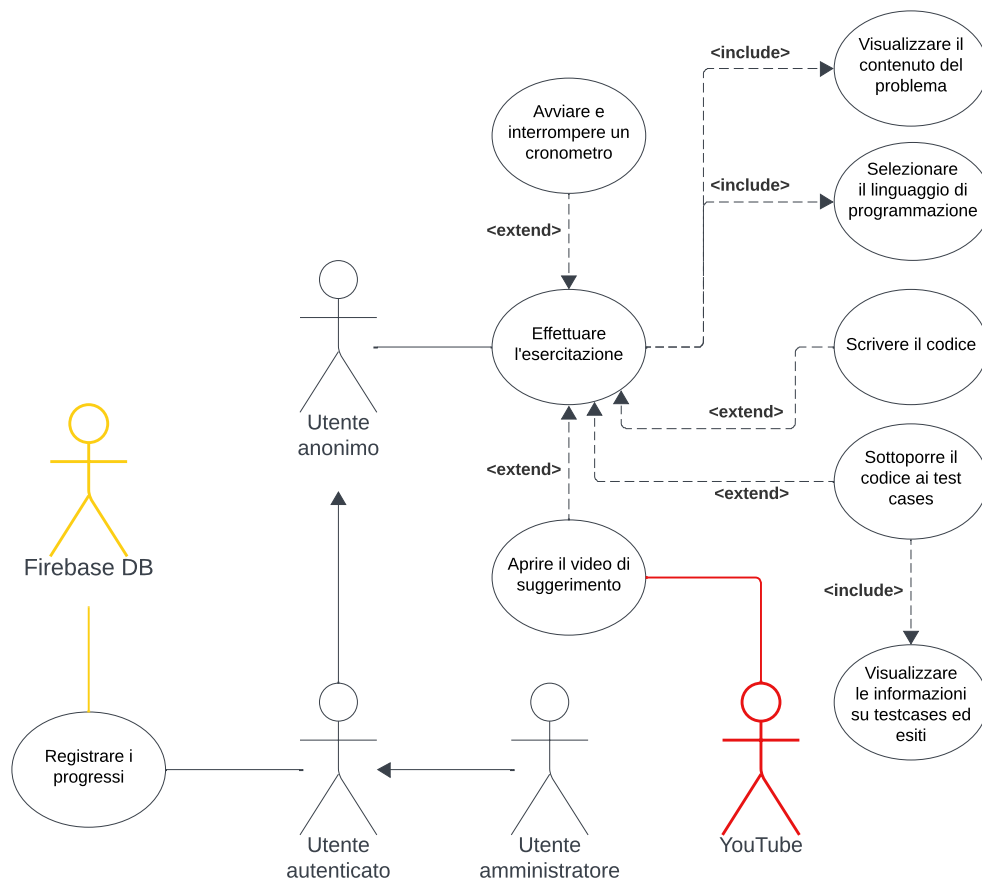 <include>
Visualizzare il
contenuto del
problema
Avviare e
interrompere un
cronometro
<include>
Selezionare
il linguaggio di
programmazione
<extend>
Effettuare
l'esercitazione
Scrivere il codice
<extend>
Utente
anonimo
<extend>
Sottoporre il
codice ai test
cases
<extend>
Firebase DB
Aprire il video di
suggerimento
<include>
Visualizzare
le informazioni
su testcases ed
esiti
Registrare i
progressi
Utente
autenticato
Utente
amministratore
YouTube